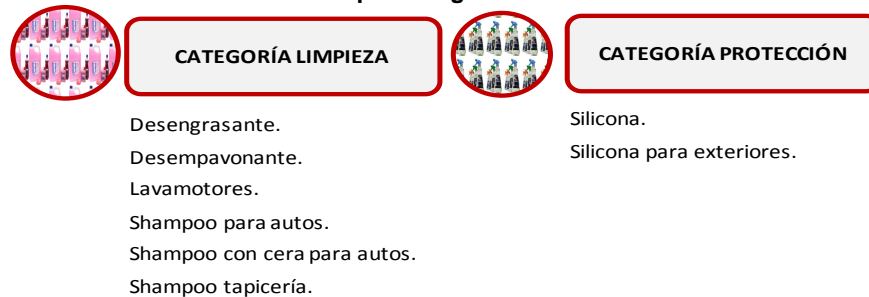 CATEGORÍA LIMPIEZA
Desengrasante.
Desempavonante.
Lavamotores.
Shampoo para autos.
Shampoo con cera para autos.
Shampoo tapicería.
CATEGORÍA PROTECCIÓN
Silicona.
Silicona para exteriores.